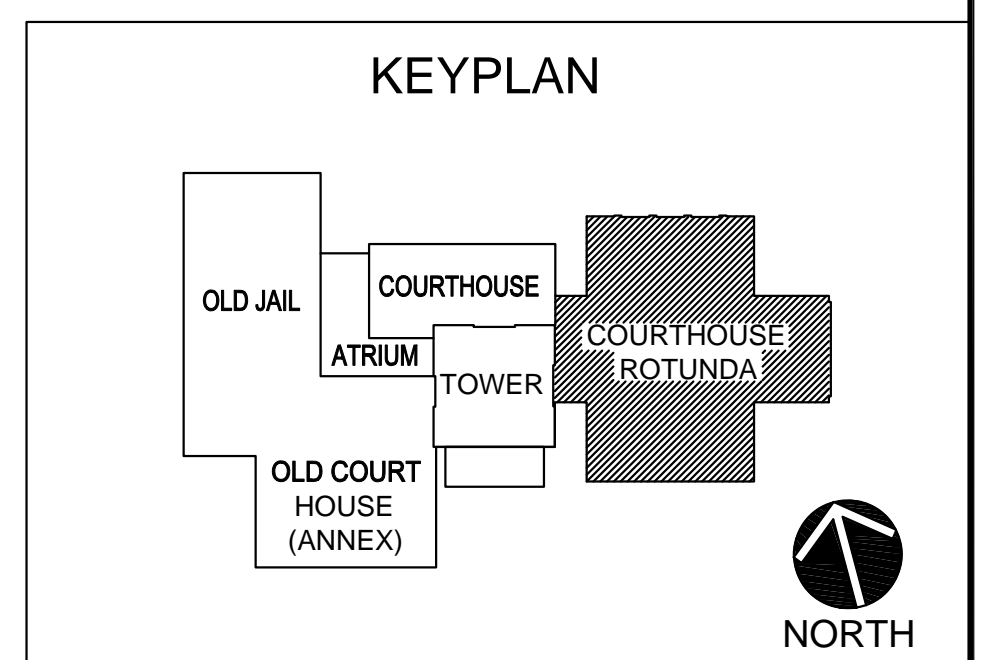 KEYPLAN
OLD JAIL
COURTHOUSE
ATRIUM
TOWER
COURTHOUSE
ROTUNDA
OLD COURT
HOUSE
(ANNEX)
NORTH